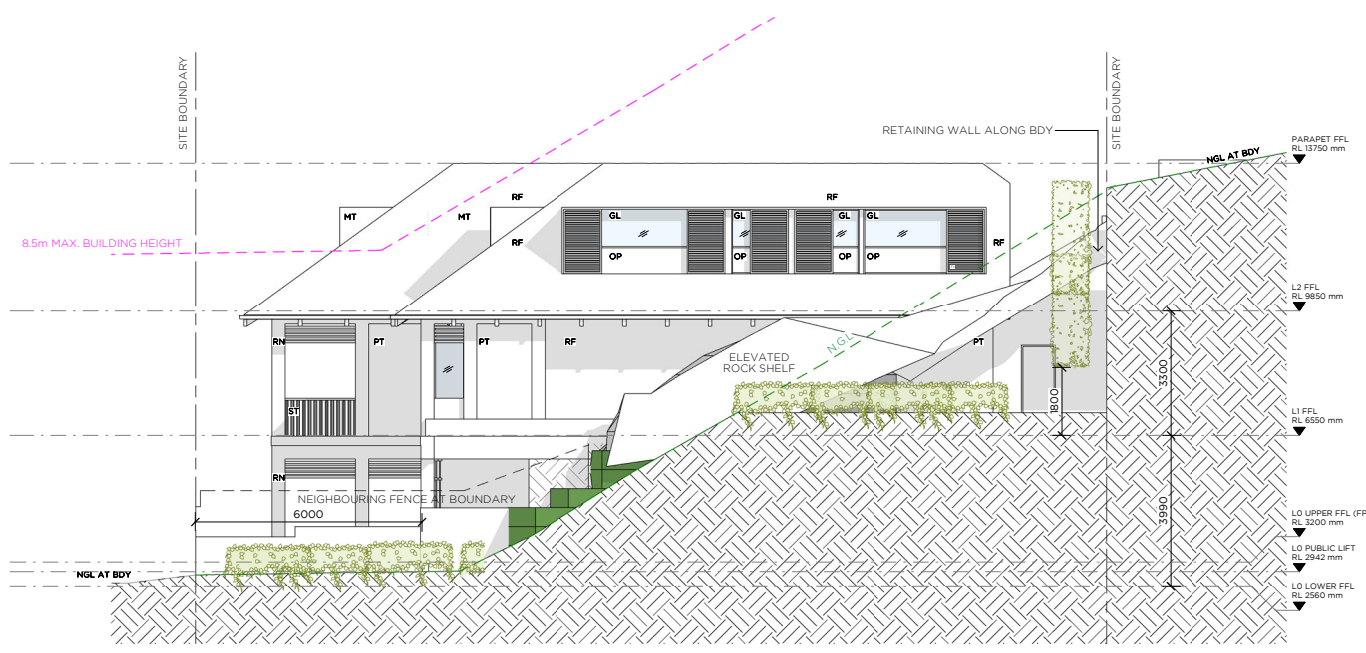 SITE BOUNDARY
SITE BOUNDARY
RETAINING WALL ALONG BDY
NGL AT BDY
PARAPET FFL
RL 13750 mm
8.5m MAX. BUILDING HEIGHT
MT
MT
RF
RF
RF
RF
GL
GL
GL
GL
OP
OP
OP
OP
L2 FFL
RL 9850 mm
RN
PT
PT
RF
ELEVATED
ROCK SHELF
N.G.L
PT
3300
1800
ST
L1 FFL
RL 6550 mm
RN
NEIGHBOURING FENCE AT BOUNDARY
6000
3990
L0 UPPER FFL (FP
RL 3200 mm
L0 PUBLIC LIFT
RL 2942 mm
NGL AT BDY
L0 LOWER FFL
RL 2560 mm